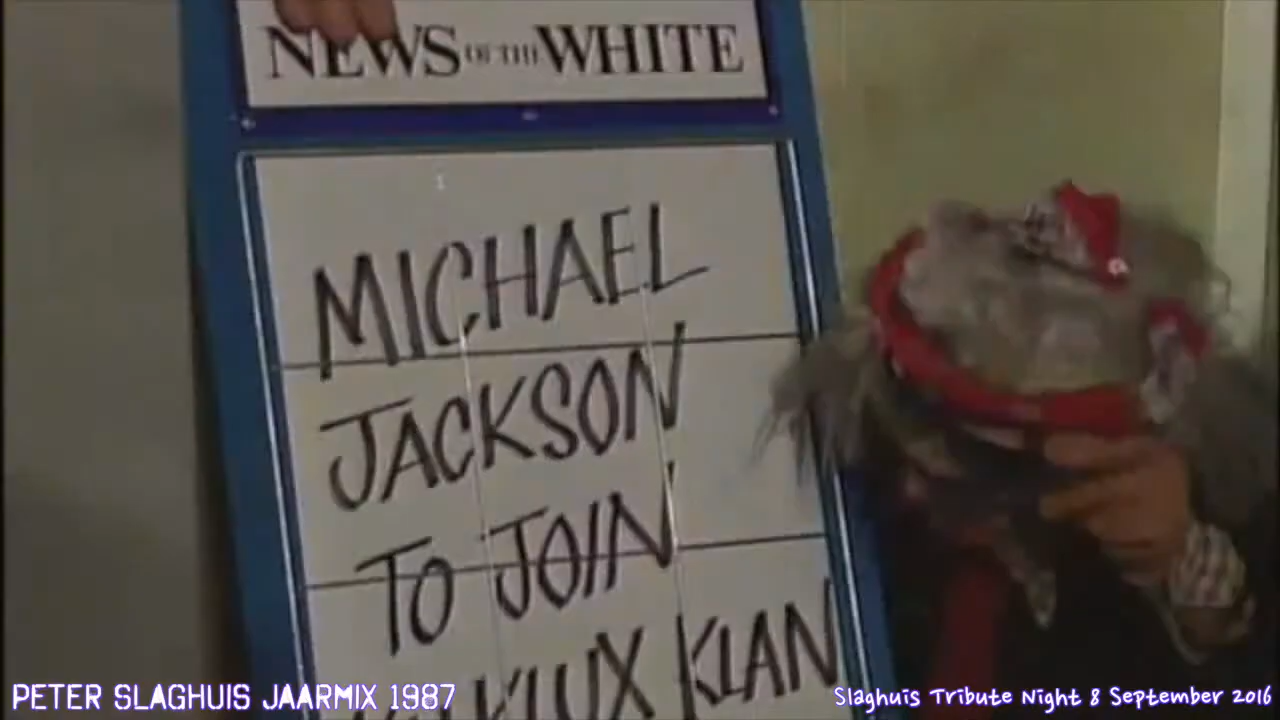 NEWS OF THE WHITE
MICHAEL
JACKSON
TO JOIN
KLUX KLAN
PETER SLAGHUIS JAARMIX 1987
Slaghuis Tribute Night 8 September 2016